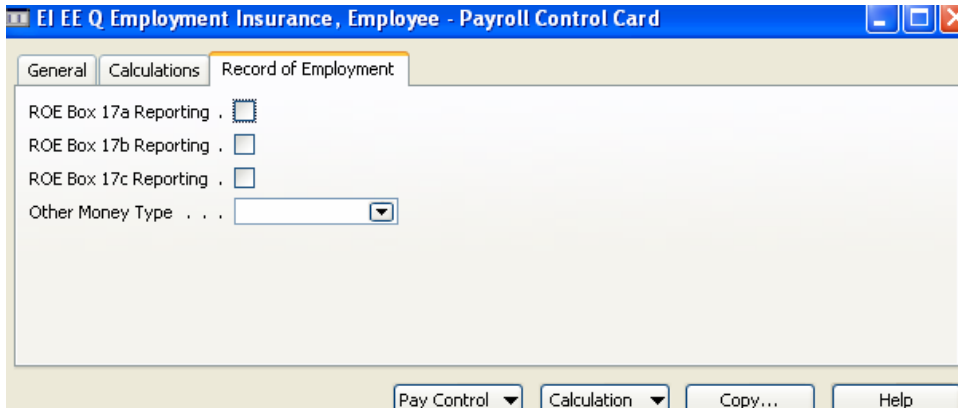 EI EE Q Employment Insurance, Employee - Payroll Control Card
General Calculations Record of Employment
ROE Box 17a Reporting .
ROE Box 17b Reporting .
ROE Box 17c Reporting .
Other Money Type . . .
Pay Control Calculation Copy... Help